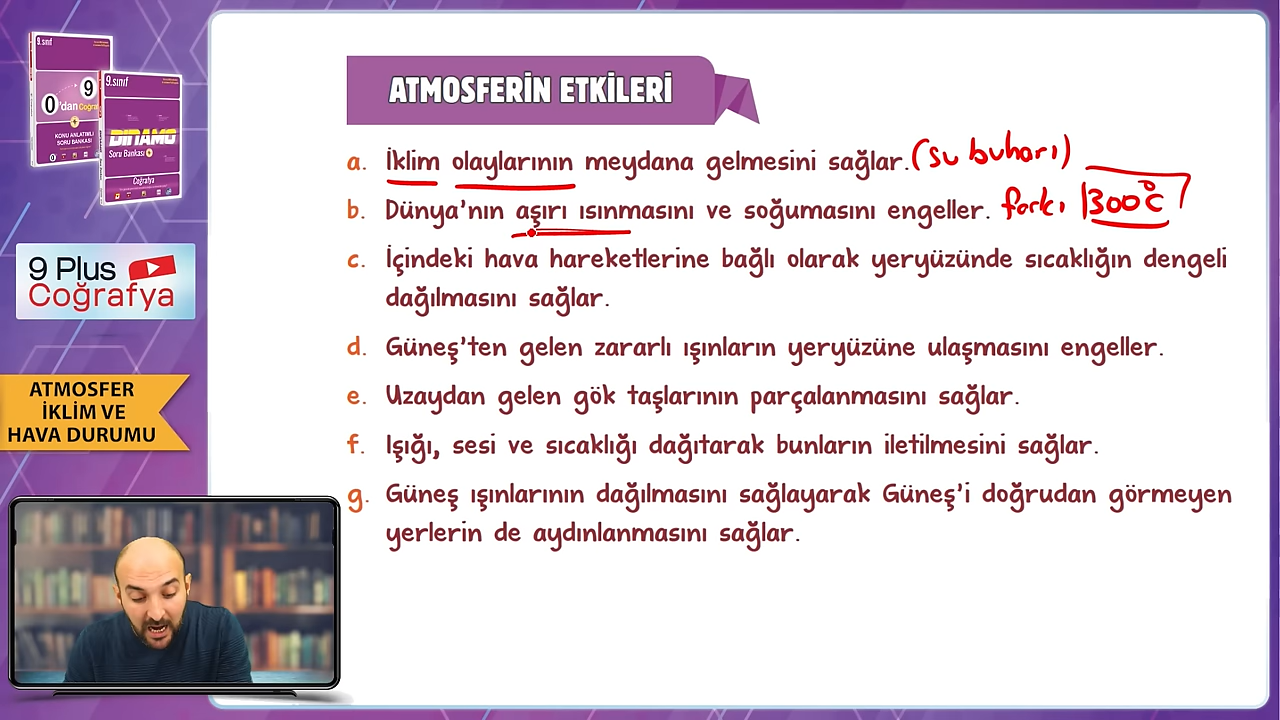 9.sınıf
0'dan 9 Coğrafya
KONU ANLATIMLI
SORU BANKASI
9.sınıf
DİNAMO
Soru Bankası
Coğrafya
9 Plus
Coğrafya
ATMOSFER
İKLİM VE
HAVA DURUMU
ATMOSFERİN ETKİLERİ
a. İklim olaylarının meydana gelmesini sağlar. (su buharı)
b. Dünya'nın aşırı ısınmasını ve soğumasını engeller. farkı 300°C
c. İçindeki hava hareketlerine bağlı olarak yeryüzünde sıcaklığın dengeli
dağılmasını sağlar.
d. Güneş'ten gelen zararlı ışınların yeryüzüne ulaşmasını engeller.
e. Uzaydan gelen gök taşlarının parçalanmasını sağlar.
f. Işığı, sesi ve sıcaklığı dağıtarak bunların iletilmesini sağlar.
g. Güneş ışınlarının dağılmasını sağlayarak Güneş'i doğrudan görmeyen
yerlerin de aydınlanmasını sağlar.